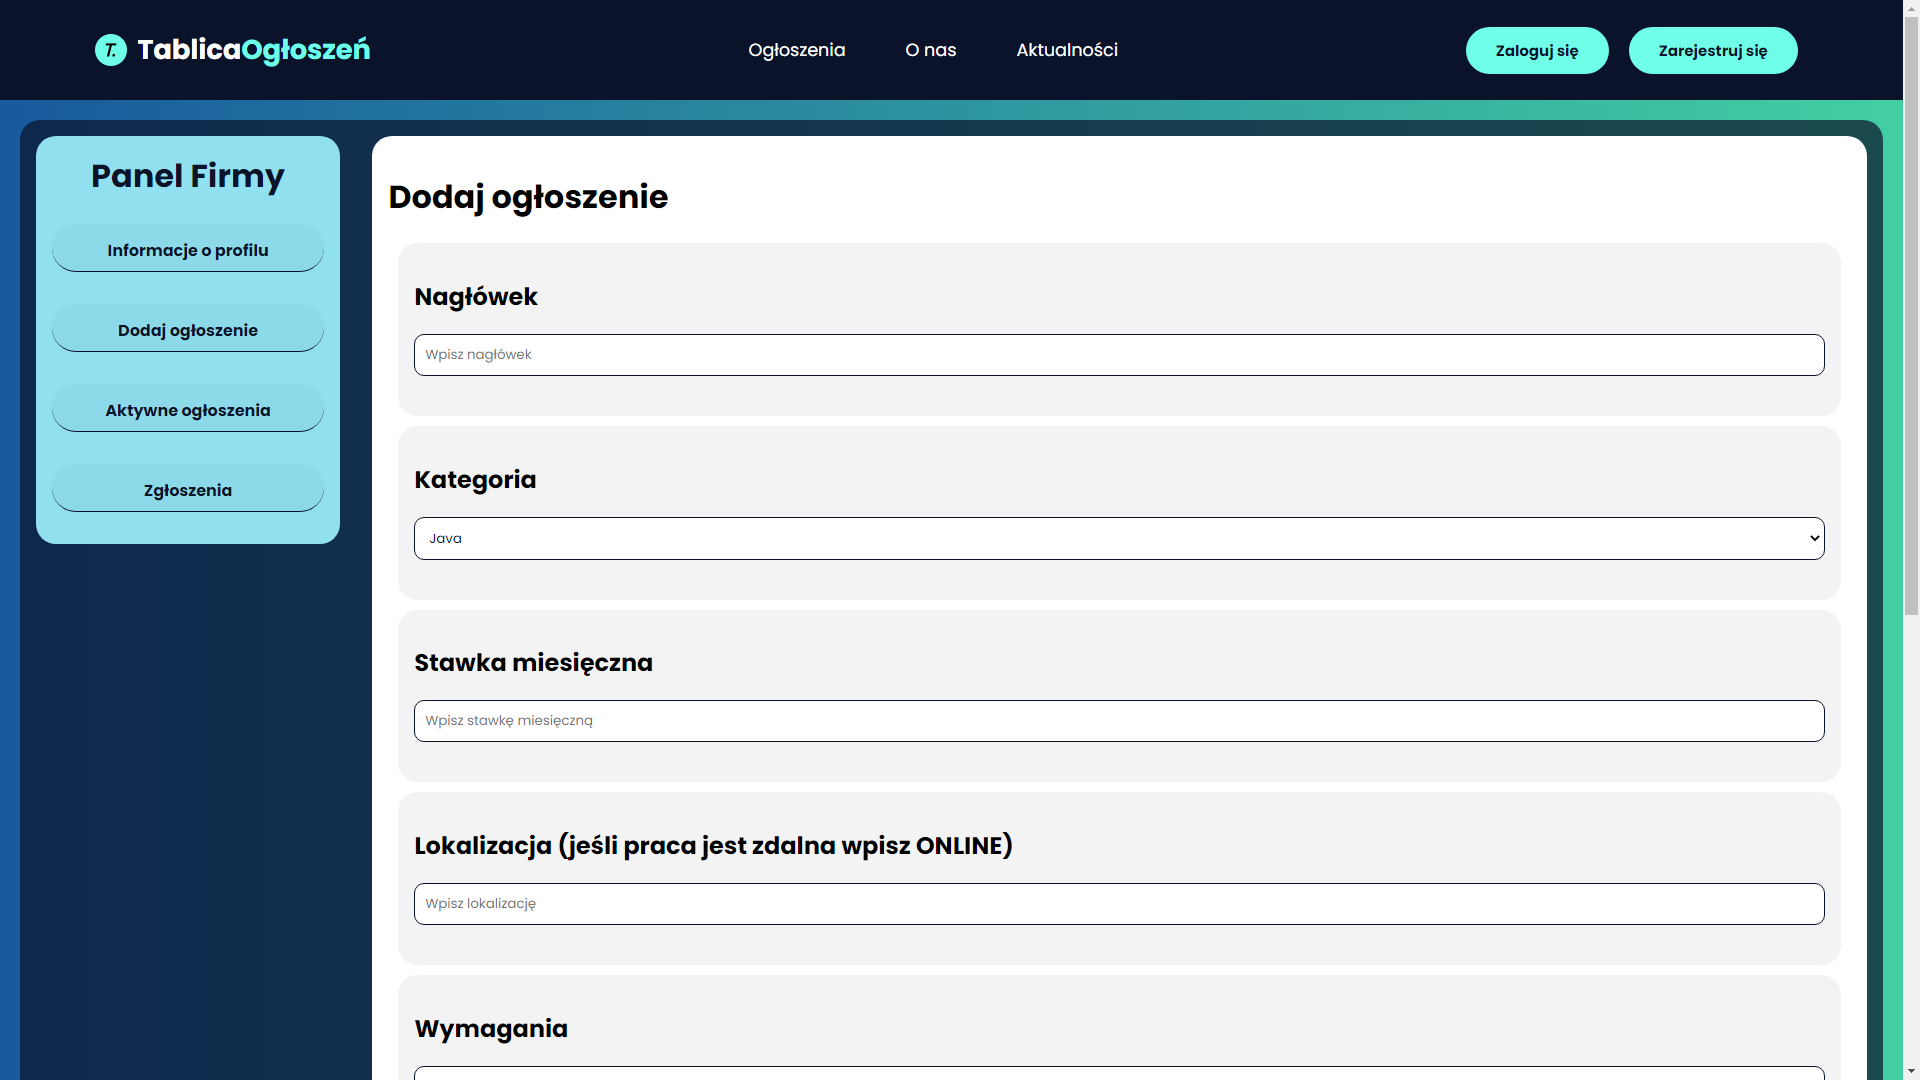 T. TablicaOgłoszeń
Ogłoszenia
O nas
Aktualności
Zaloguj się
Zarejestruj się
Panel Firmy
Informacje o profilu
Dodaj ogłoszenie
Aktywne ogłoszenia
Zgłoszenia
Dodaj ogłoszenie
Nagłówek
Wpisz nagłówek
Kategoria
Java
Stawka miesięczna
Wpisz stawkę miesięczną
Lokalizacja (jeśli praca jest zdalna wpisz ONLINE)
Wpisz lokalizację
Wymagania